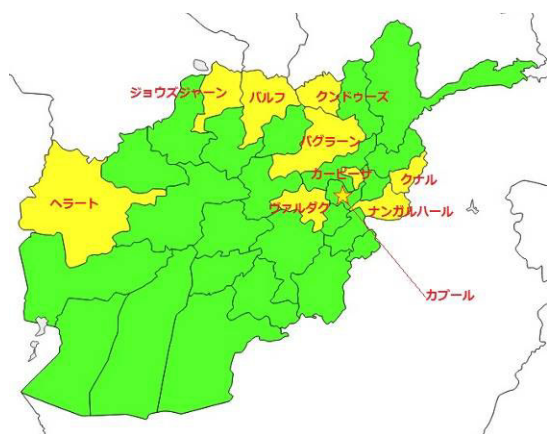 ジョウズジャーン
バルフ
クンドゥーズ
バグラーン
カーピーサ
クナル
ヘラート
ヴァルダク
ナンガルハール
カブール